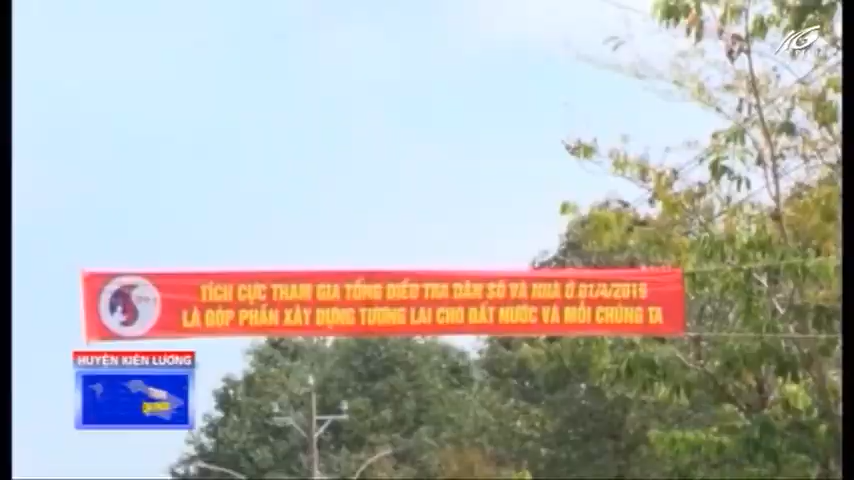 TÍCH CỰC THAM GIA TỔNG ĐIỀU TRA DÂN SỐ VÀ NHÀ Ở 01/4/2019
LÀ GÓP PHẦN XÂY DỰNG TƯƠNG LAI CHO ĐẤT NƯỚC VÀ MỖI CHÚNG TA
HUYỆN KIÊN LƯƠNG